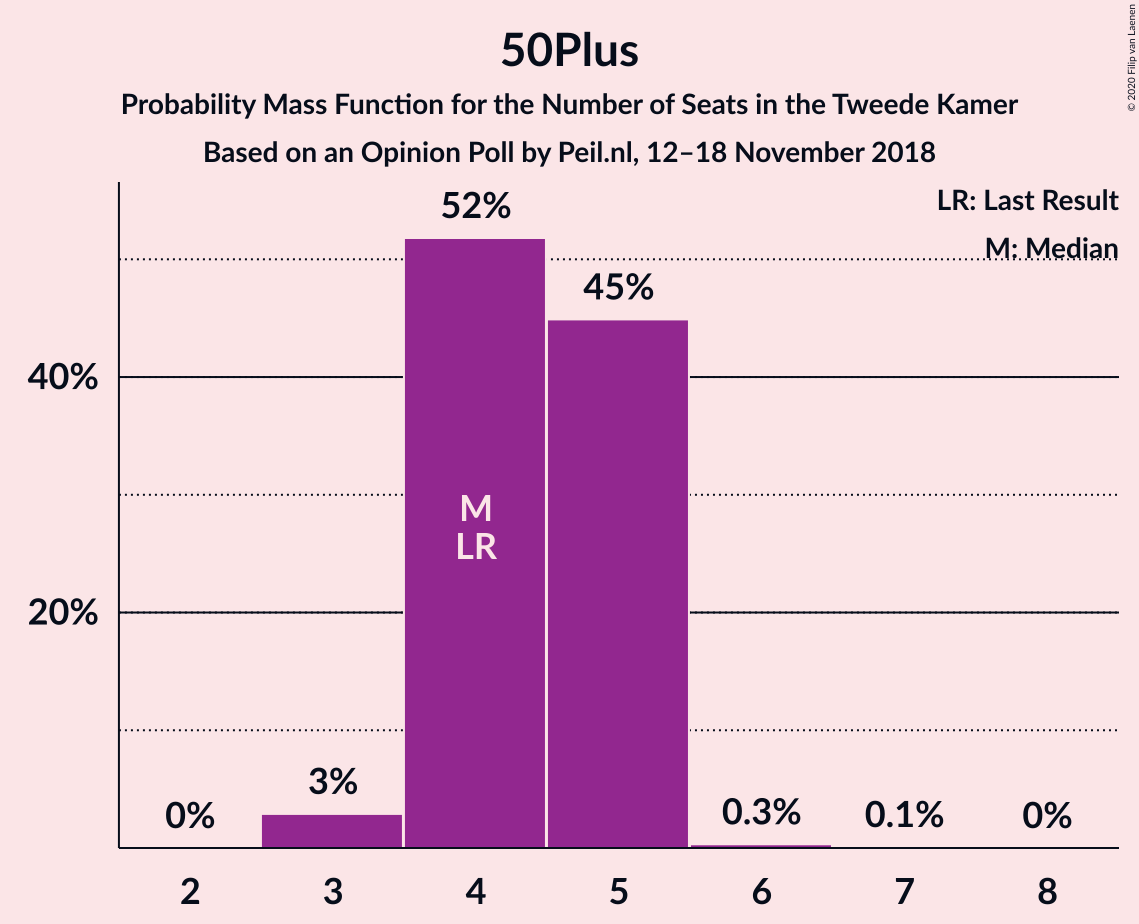 50Plus
Probability Mass Function for the Number of Seats in the Tweede Kamer
Based on an Opinion Poll by Peil.nl, 12–18 November 2018
© 2020 Filip van Laenen
LR: Last Result
M: Median
52%
45%
40%
M
LR
20%
3%
0%
0.3%
0.1%
0%
2 3 4 5 6 7 8